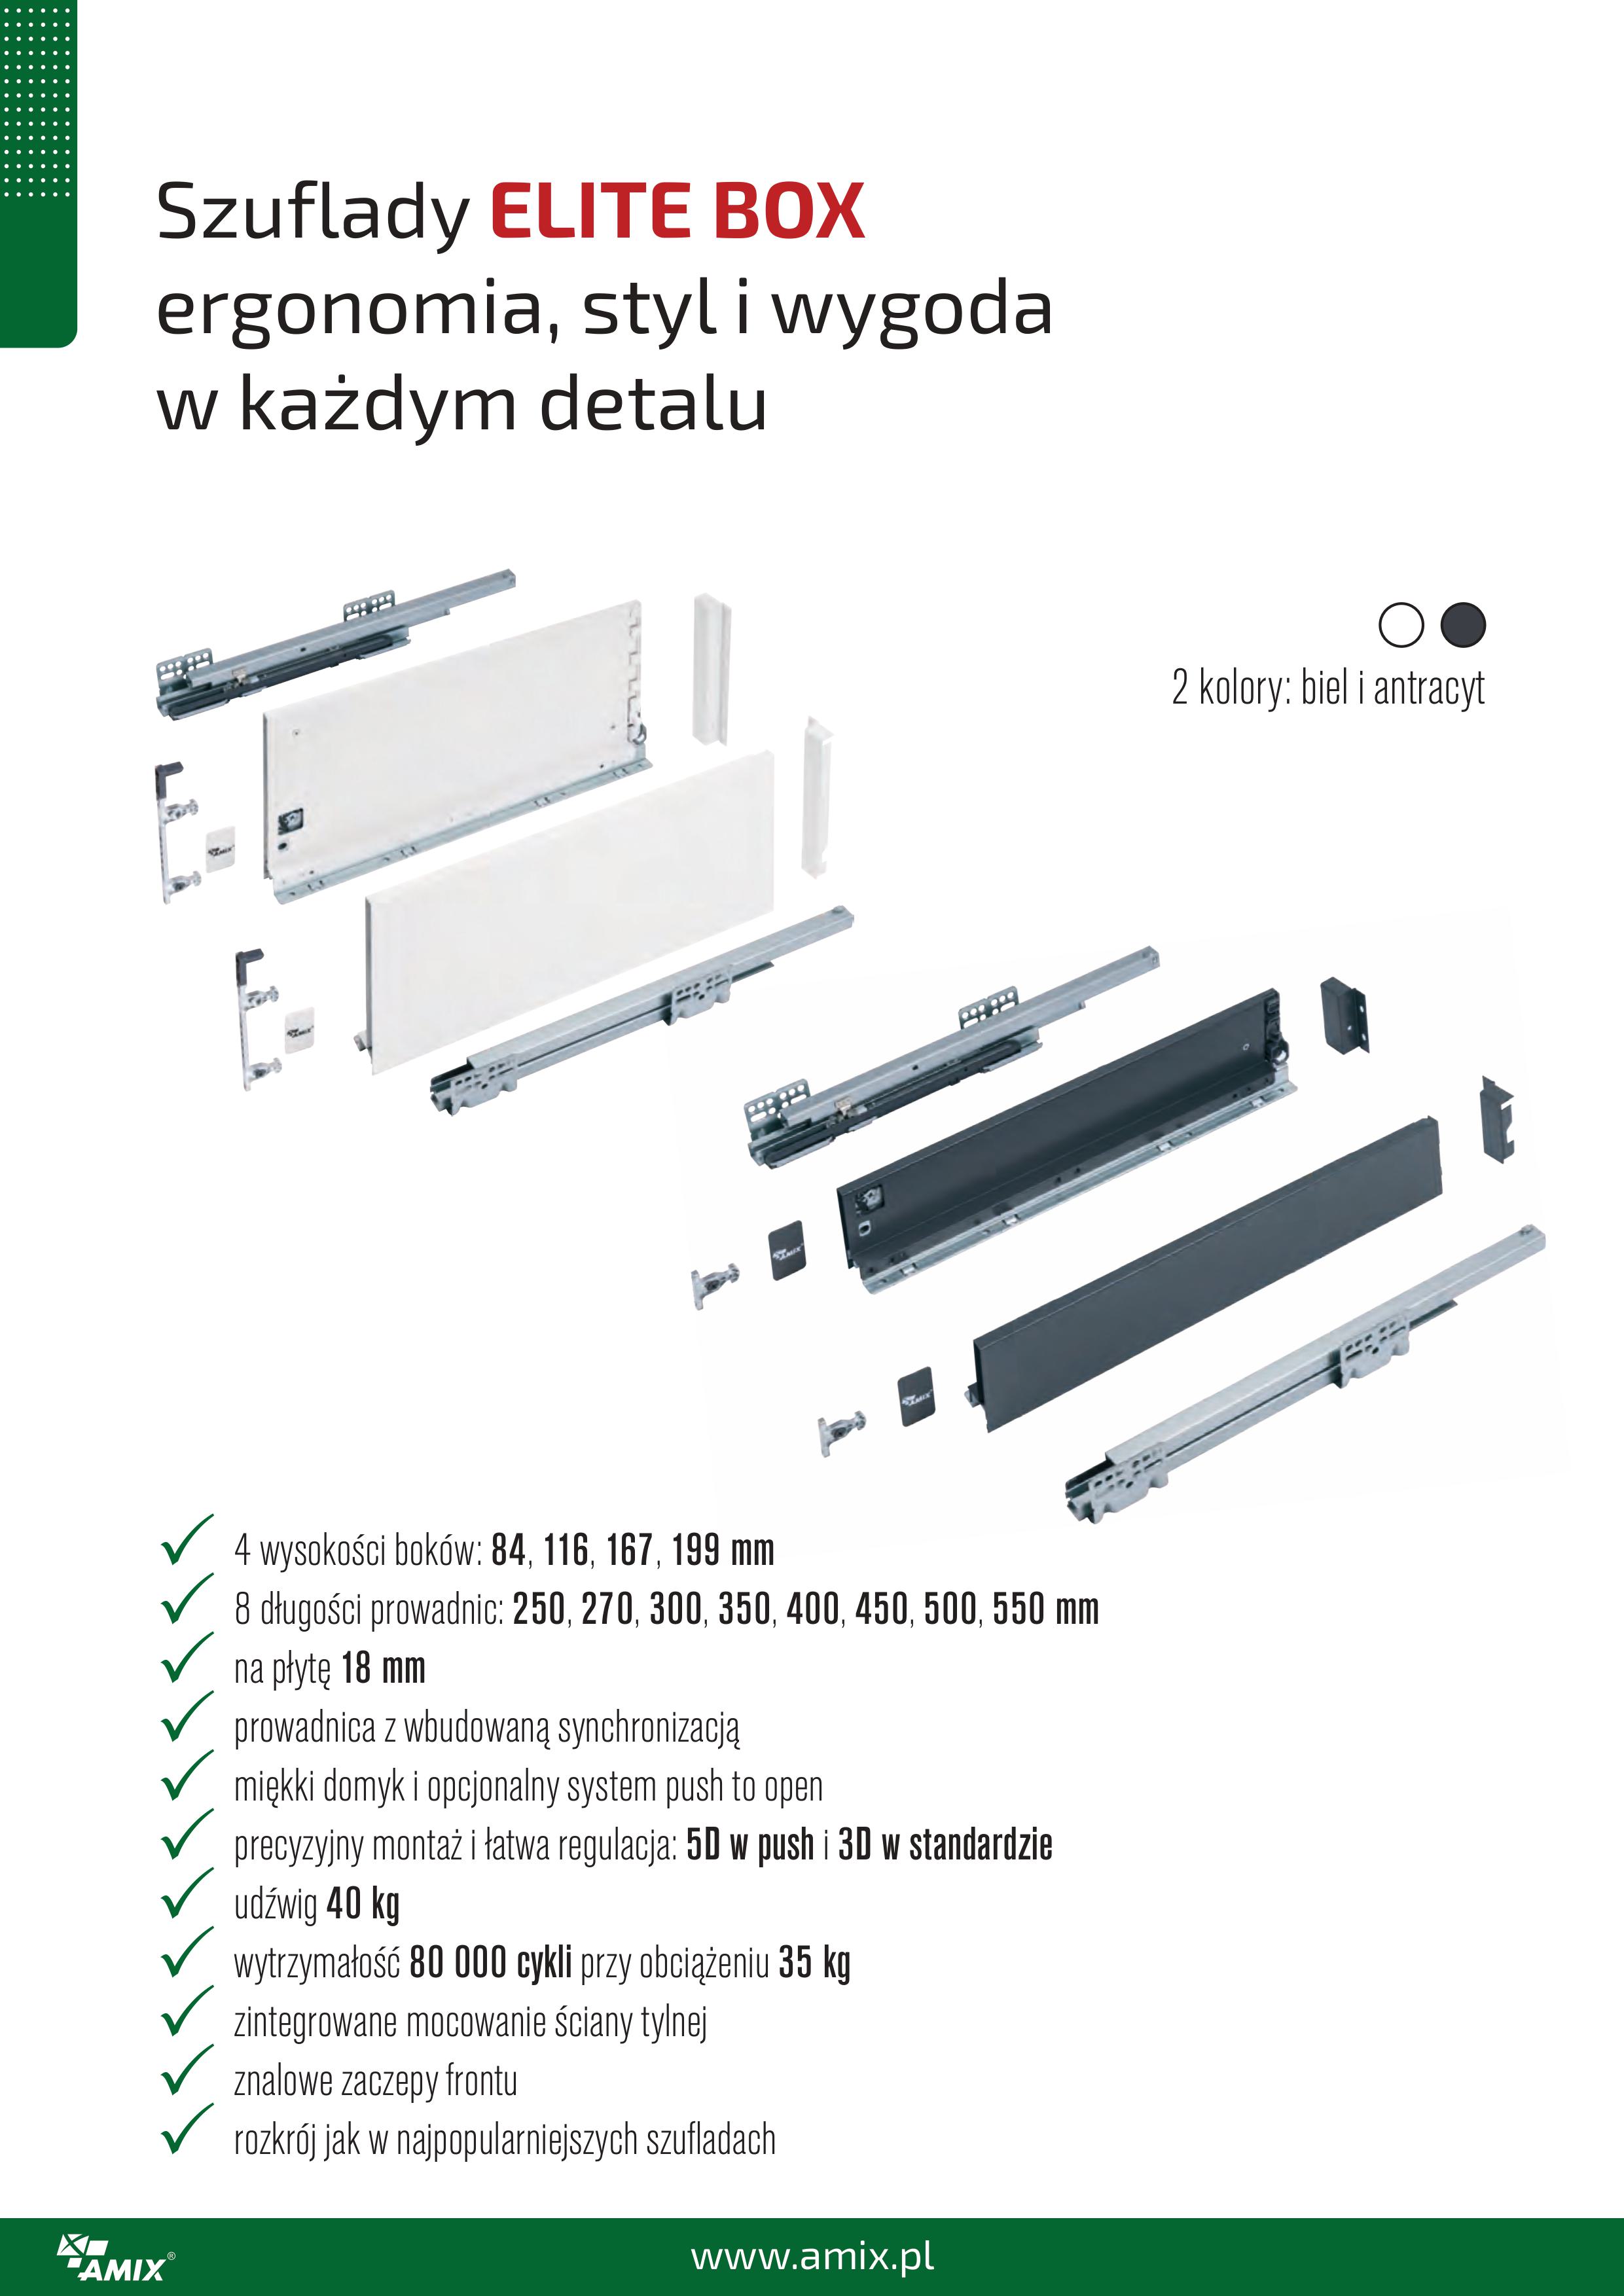 Szuflady ELITE BOX
ergonomia, styl i wygoda
w każdym detalu
2 kolory: biel i antracyt
AMIX
AMIX
AMIX
AMIX
4 wysokości boków: 84, 116, 167, 199 mm
8 długości prowadnic: 250, 270, 300, 350, 400, 450, 500, 550 mm
na płytę 18 mm
prowadnica z wbudowaną synchronizacją
miękki domyk i opcjonalny system push to open
precyzyjny montaż i łatwa regulacja: 5D w push i 3D w standardzie
udźwig 40 kg
wytrzymałość 80 000 cykli przy obciążeniu 35 kg
zintegrowane mocowanie ściany tylnej
znalowe zaczepy frontu
rozkrój jak w najpopularniejszych szufladach
AMIX®
www.amix.pl